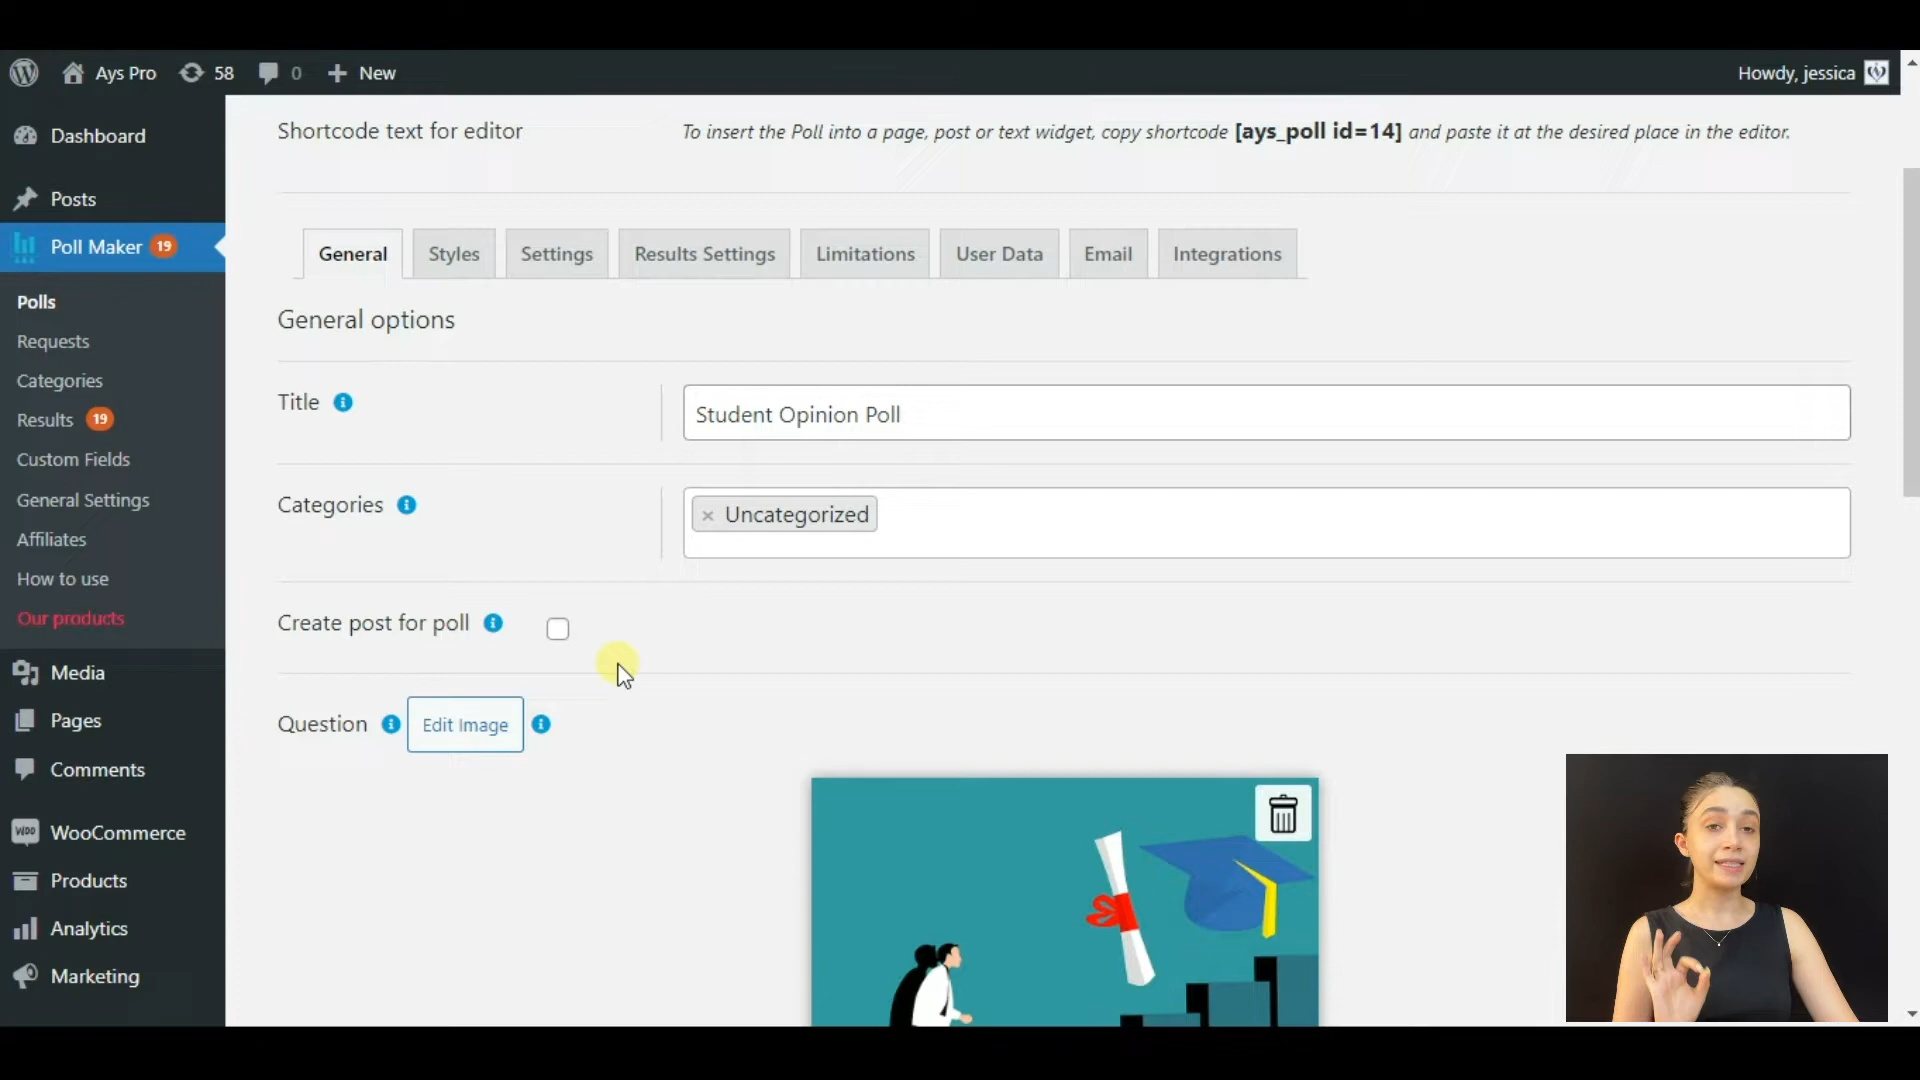 Ays Pro 58 0 New Howdy, jessica
Dashboard
Posts
Poll Maker 19
Polls
Requests
Categories
Results 19
Custom Fields
General Settings
Affiliates
How to use
Our products
Media
Pages
Comments
WooCommerce
Products
Analytics
Marketing
Shortcode text for editor
To insert the Poll into a page, post or text widget, copy shortcode [ays_poll id=14] and paste it at the desired place in the editor.
General Styles Settings Results Settings Limitations User Data Email Integrations
General options
Title
Student Opinion Poll
Categories
× Uncategorized
Create post for poll
Question Edit Image